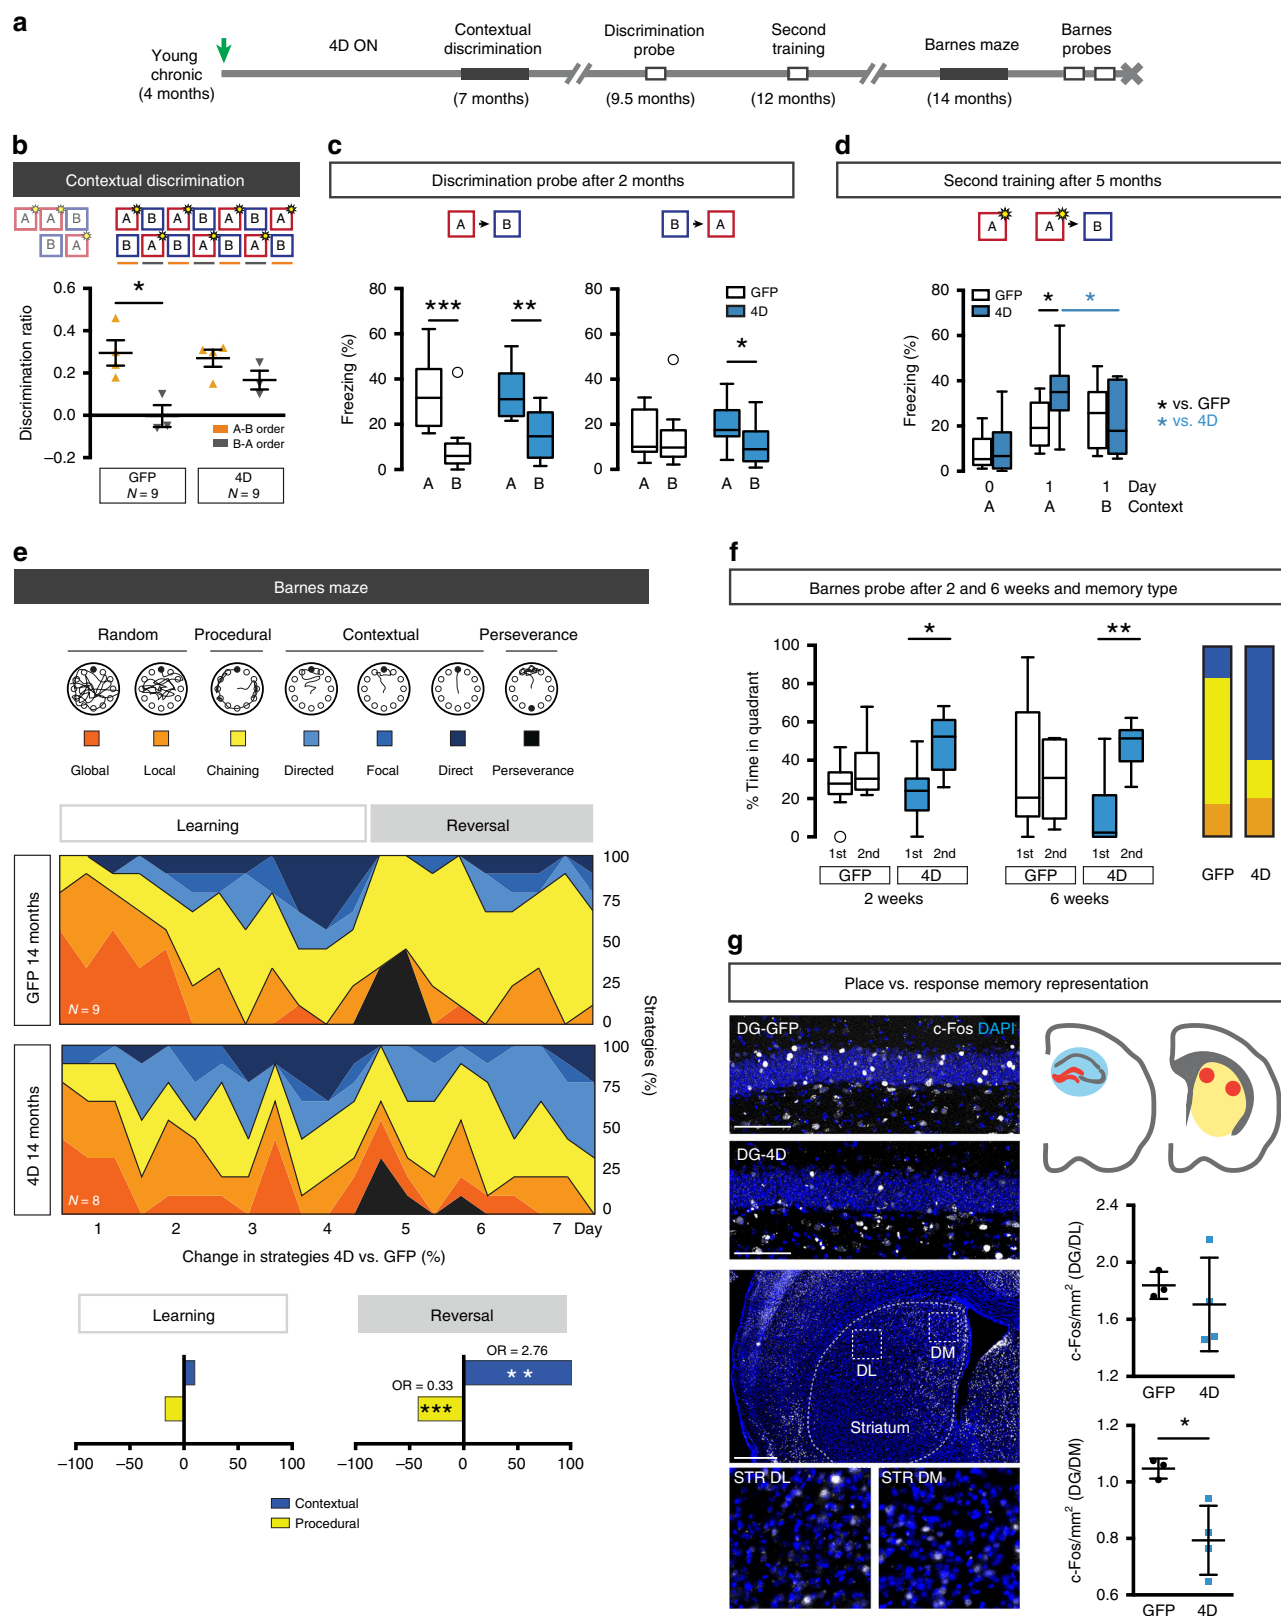 a
Young
chronic
(4 months)
4D ON
Contextual
discrimination
(7 months)
Discrimination
probe
(9.5 months)
Second
training
(12 months)
Barnes maze
(14 months)
Barnes
probes
b
Contextual discrimination
A A B
B A
A B A B A B A
B A B A B A B
Discrimination ratio
0.6
0.4
0.2
0.0
−0.2
*
A-B order
B-A order
GFP
N = 9
4D
N = 9
c
Discrimination probe after 2 months
A B
B A
Freezing (%)
80
60
40
20
0
***
**
A B A B
80
60
40
20
0
GFP
4D
*
A B A B
d
Second training after 5 months
A A B
Freezing (%)
80
60
40
20
0
GFP
4D
* *
* vs. GFP
* vs. 4D
0 1 1 Day
A A B Context
e
Barnes maze
Random Procedural Contextual Perseverance
Global Local Chaining Directed Focal Direct Perseverance
Learning Reversal
GFP 14 months
N = 9
100
75
50
25
0
Strategies (%)
4D 14 months
N = 8
100
75
50
25
0
1 2 3 4 5 6 7 Day
Change in strategies 4D vs. GFP (%)
Learning
−100 −50 0 50 100
Reversal
OR = 2.76
**
OR = 0.33
***
−100 −50 0 50 100
Contextual
Procedural
f
Barnes probe after 2 and 6 weeks and memory type
% Time in quadrant
100
80
60
40
20
0
* **
1st 2nd 1st 2nd 1st 2nd 1st 2nd
GFP 4D GFP 4D
2 weeks 6 weeks
GFP 4D
g
Place vs. response memory representation
DG-GFP c-Fos DAPI
DG-4D
DL
DM
Striatum
STR DL
STR DM
c-Fos/mm² (DG/DL)
2.4
2.0
1.6
1.2
GFP 4D
c-Fos/mm² (DG/DM)
1.2
1.0
0.8
0.6
*
GFP 4D